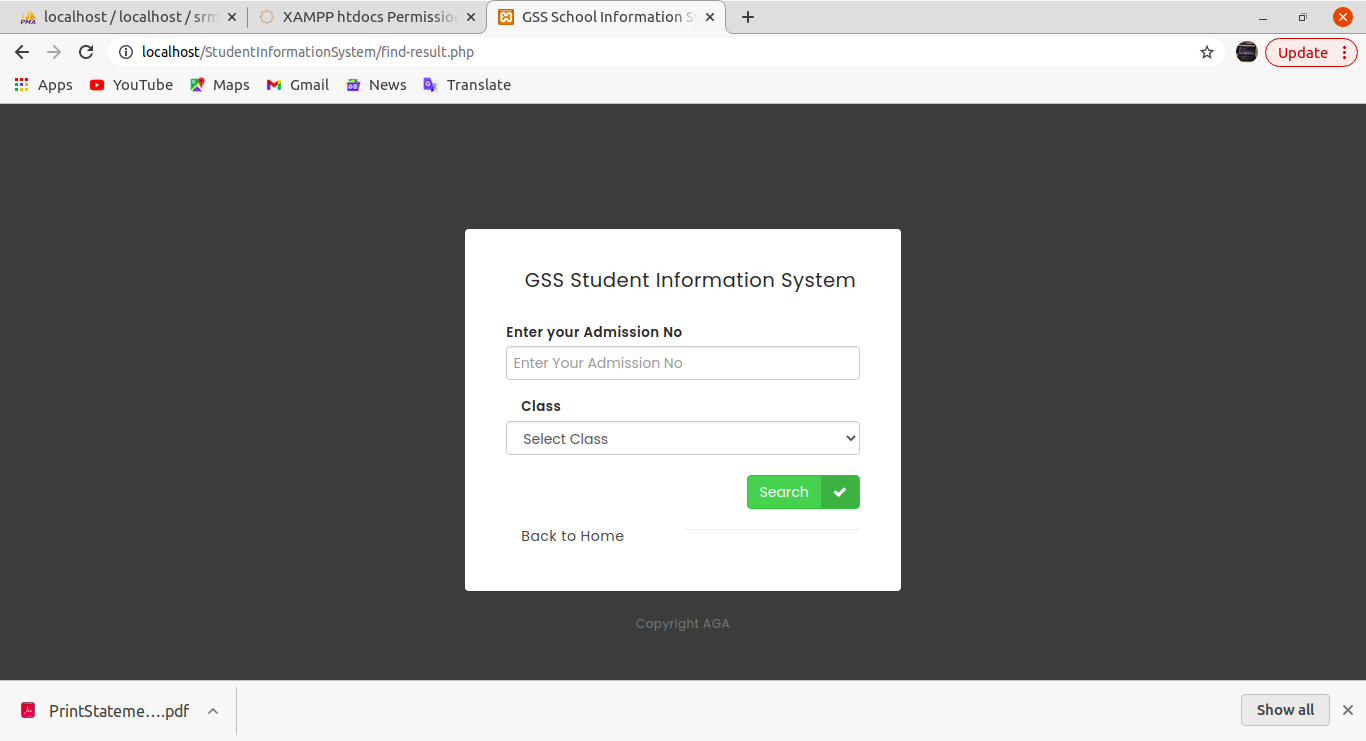 localhost / localhost / srm
XAMPP htdocs Permission
GSS School Information S
localhost/StudentInformationSystem/find-result.php
Update
Apps
YouTube
Maps
Gmail
News
Translate
GSS Student Information System
Enter your Admission No
Enter Your Admission No
Class
Select Class
Search
Back to Home
Copyright AGA
PrintStateme….pdf
Show all